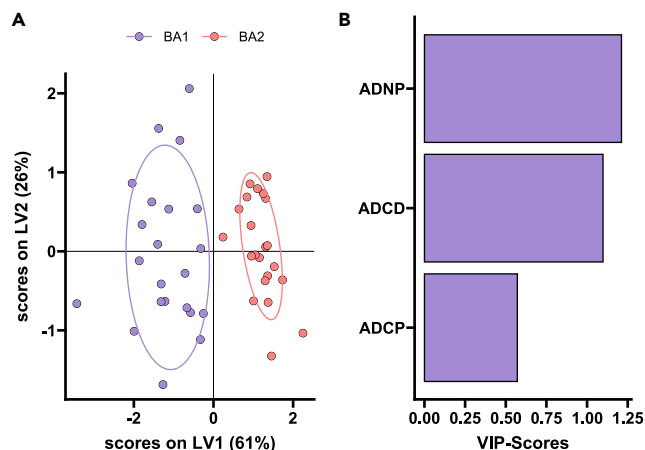 A
BA1 BA2
2
1
0
-1
scores on LV2 (26%)
-2 0 2
scores on LV1 (61%)
B
ADNP
ADCD
ADCP
0.00 0.25 0.50 0.75 1.00 1.25
VIP-Scores